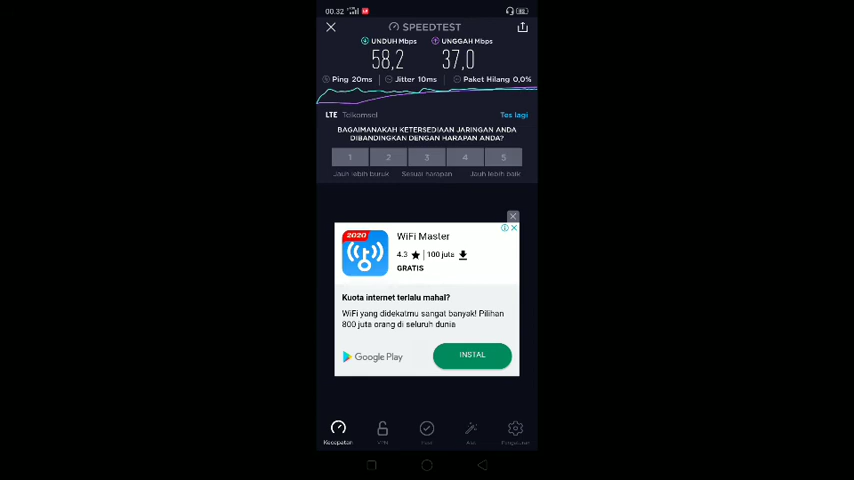 00.32
82
SPEEDTEST
UNDUH Mbps
UNGGAH Mbps
58,2
37,0
Ping 20ms
Jitter 10ms
Paket Hilang 0,0%
LTE Telkomsel
Tes lagi
BAGAIMANAKAH KETERSEDIAAN JARINGAN ANDA
DIBANDINGKAN DENGAN HARAPAN ANDA?
1 2 3 4 5
Jauh lebih buruk
Sesuai harapan
Jauh lebih baik
2020
WiFi Master
4.3 ★ | 100 juta
GRATIS
Kuota internet terlalu mahal?
WiFi yang didekatmu sangat banyak! Pilihan
800 juta orang di seluruh dunia
Google Play
INSTAL
Kecepatan
VPN
Pengaturan